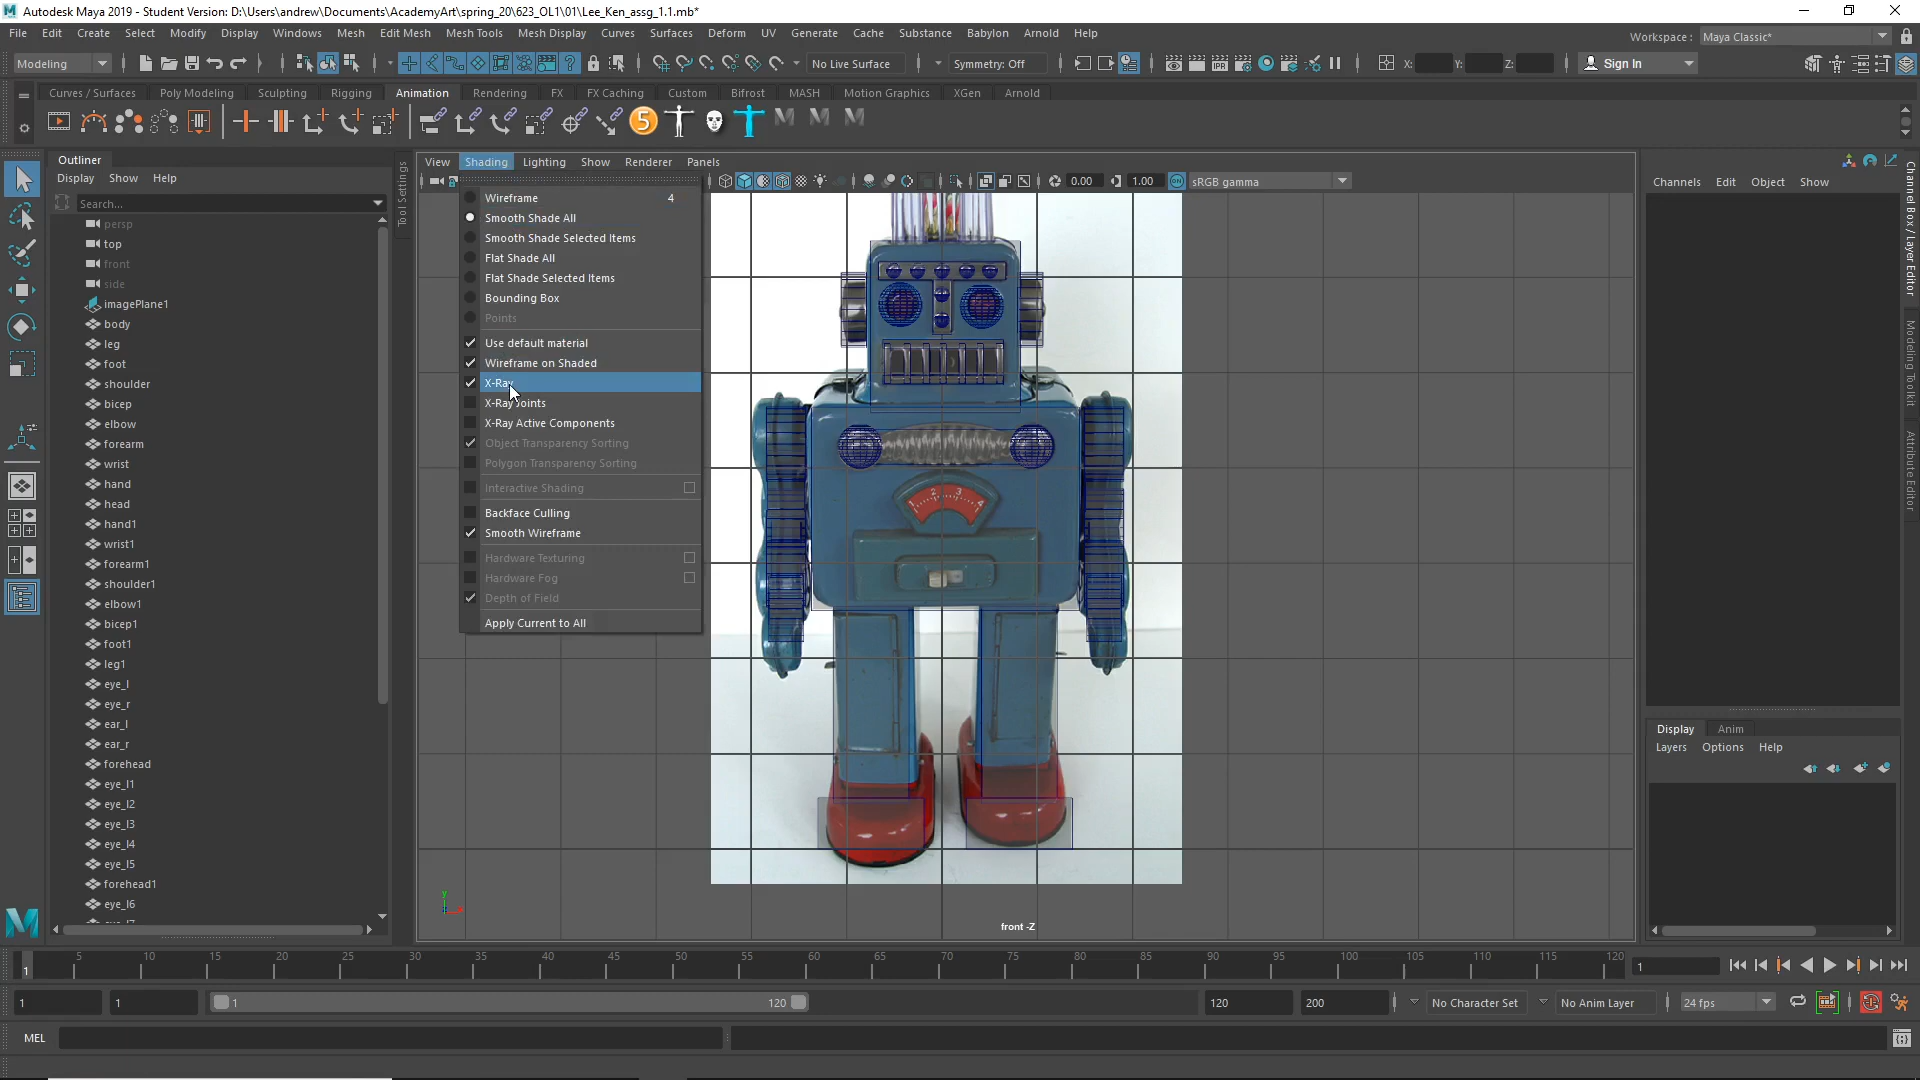 Autodesk Maya 2019 - Student Version: D:\Users\andrew\Documents\AcademyArt\spring_20\623_OL1\01\Lee_Ken_assg_1.1.mb*
File Edit Create Select Modify Display Windows Mesh Edit Mesh Mesh Tools Mesh Display Curves Surfaces Deform UV Generate Cache Substance Babylon Arnold Help
Workspace : Maya Classic*
Modeling No Live Surface Symmetry: Off X: Y: Z: Sign In
Curves / Surfaces Poly Modeling Sculpting Rigging Animation Rendering FX FX Caching Custom Bifrost MASH Motion Graphics XGen Arnold
Outliner
Display Show Help
Search...
persp
top
front
side
imagePlane1
body
leg
foot
shoulder
bicep
elbow
forearm
wrist
hand
head
hand1
wrist1
forearm1
shoulder1
elbow1
bicep1
foot1
leg1
eye_l
eye_r
ear_l
ear_r
forehead
eye_l1
eye_l2
eye_l3
eye_l4
eye_l5
forehead1
eye_l6
Tool Settings
View Shading Lighting Show Renderer Panels
0.00 1.00 sRGB gamma
Wireframe 4
Smooth Shade All
Smooth Shade Selected Items
Flat Shade All
Flat Shade Selected Items
Bounding Box
Points
Use default material
Wireframe on Shaded
X-Ray
X-Ray Joints
X-Ray Active Components
Object Transparency Sorting
Polygon Transparency Sorting
Interactive Shading
Backface Culling
Smooth Wireframe
Hardware Texturing
Hardware Fog
Depth of Field
Apply Current to All
1 2 3 4
y
front -Z
Channels Edit Object Show
Channel Box / Layer Editor
Modeling Toolkit
Attribute Editor
Display Anim
Layers Options Help
1 5 10 15 20 25 30 35 40 45 50 55 60 65 70 75 80 85 90 95 100 105 110 115 120 1
1 1 1 120 120 200 No Character Set No Anim Layer 24 fps
MEL